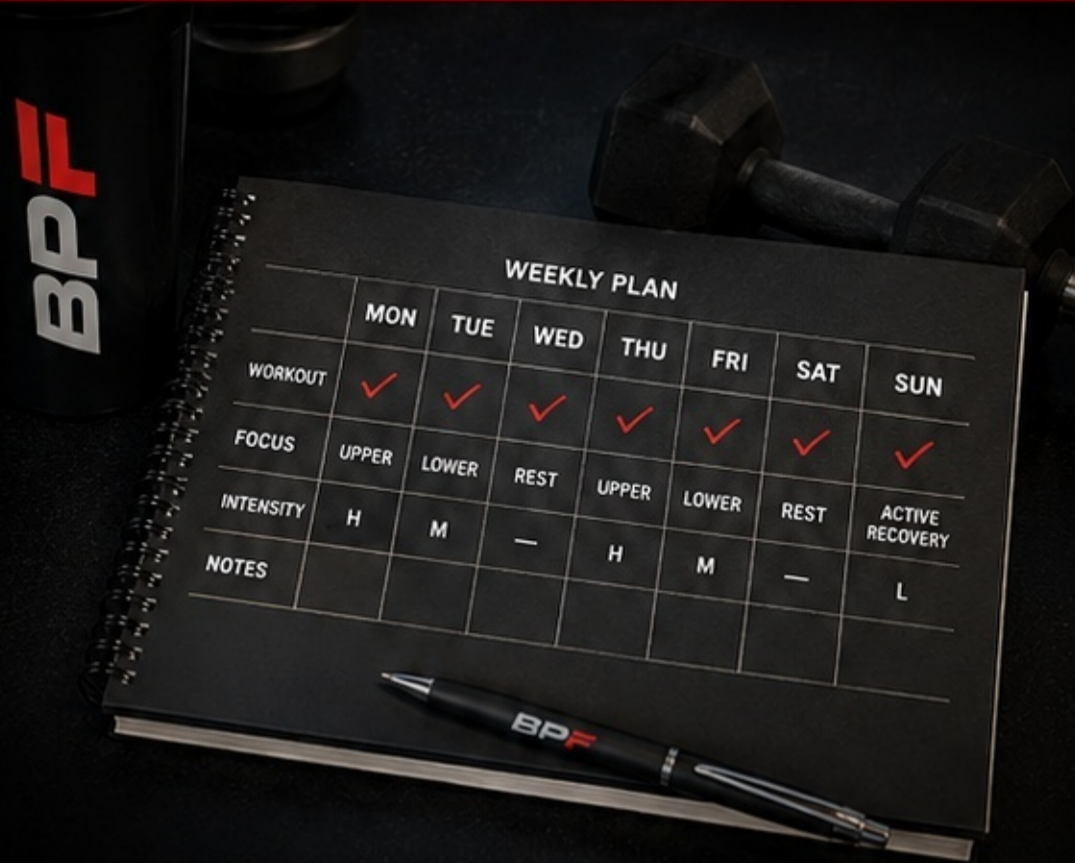 BPF
WEEKLY PLAN
MON TUE WED THU FRI SAT SUN
WORKOUT ✓ ✓ ✓ ✓ ✓ ✓ ✓
FOCUS UPPER LOWER REST UPPER LOWER REST ACTIVE RECOVERY
INTENSITY H M — H M — L
NOTES
BPF